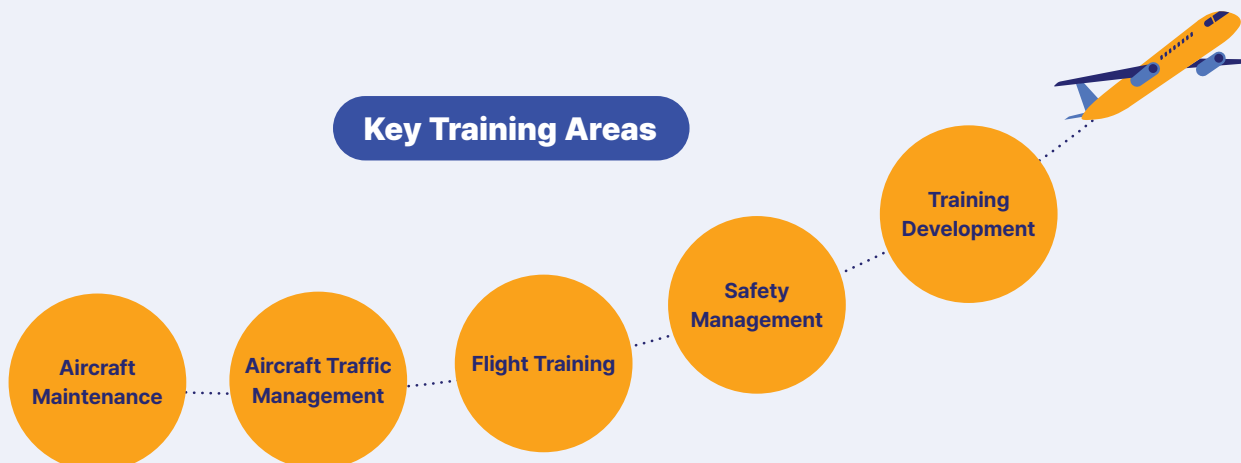 Key Training Areas
Aircraft
Maintenance
Aircraft Traffic
Management
Flight Training
Safety
Management
Training
Development